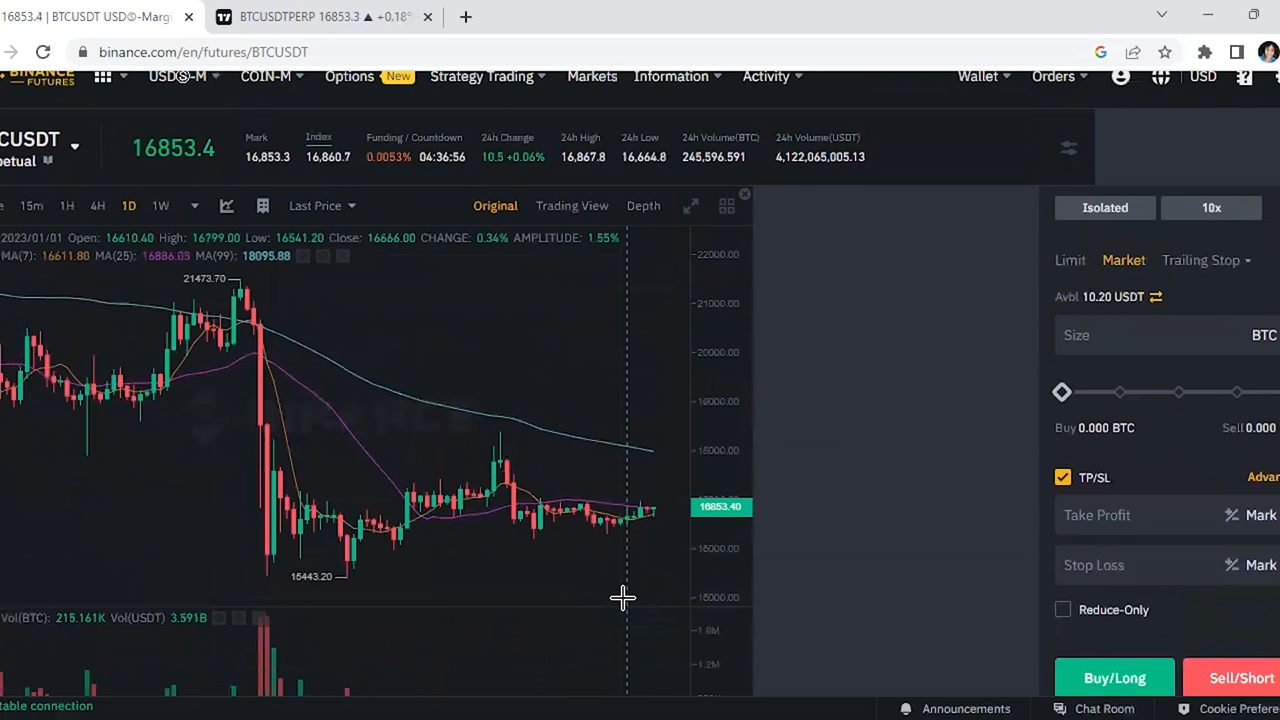 16853.4 | BTCUSDT USDⓈ-Margi
BTCUSDTPERP 16853.3 ▲ +0.18%
binance.com/en/futures/BTCUSDT
BINANCE
FUTURES
USDⓈ-M
COIN-M
Options
New
Strategy Trading
Markets
Information
Activity
Wallet
Orders
USD
CUSDT
petual
16853.4
Mark
16,853.3
Index
16,860.7
Funding / Countdown
0.0053% 04:36:56
24h Change
10.5 +0.06%
24h High
16,867.8
24h Low
16,664.8
24h Volume(BTC)
245,596.591
24h Volume(USDT)
4,122,065,005.13
e 15m 1H 4H 1D 1W
Last Price
Original Trading View Depth
2023/01/01 Open: 16610.40 High: 16799.00 Low: 16541.20 Close: 16666.00 CHANGE: 0.34% AMPLITUDE: 1.55%
MA(7): 16611.80 MA(25): 16886.03 MA(99): 18095.88
21473.70
15443.20
BINANCE
22000.00
21000.00
20000.00
19000.00
18000.00
16853.40
16000.00
15000.00
Vol(BTC): 215.161K Vol(USDT) 3.591B
1.8M
1.2M
Isolated
10x
Limit Market Trailing Stop
Avbl 10.20 USDT
Size BTC
Buy 0.000 BTC
Sell 0.000
TP/SL
Advan
Take Profit Mark
Stop Loss Mark
Reduce-Only
Buy/Long
Sell/Short
table connection
Announcements
Chat Room
Cookie Prefere